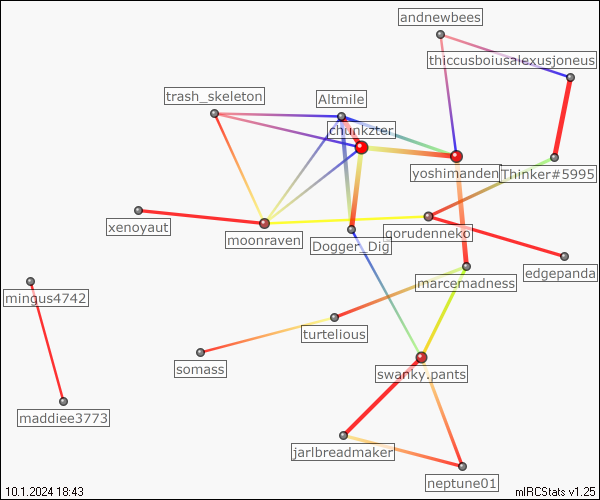 andnewbees
thiccusboiusalexusjoneus
trash_skeleton
Altmile
chunkzter
yoshimanden
Thinker#5995
xenoyaut
moonraven
Dogger_Dig
gorudenneko
edgepanda
marcemadness
mingus4742
turtelious
somass
swanky.pants
maddiee3773
jarlbreadmaker
neptune01
10.1.2024 18:43
mIRCStats v1.25